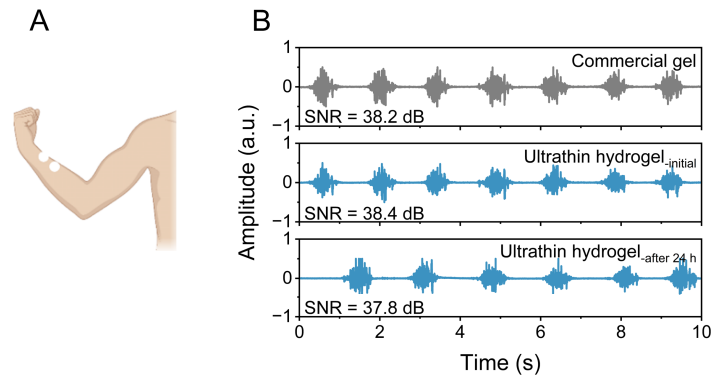 A
B
Amplitude (a.u.)
1
0
−1
Commercial gel
SNR = 38.2 dB
1
0
−1
Ultrathin hydrogel-initial
SNR = 38.4 dB
1
0
−1
Ultrathin hydrogel-after 24 h
SNR = 37.8 dB
0 2 4 6 8 10
Time (s)